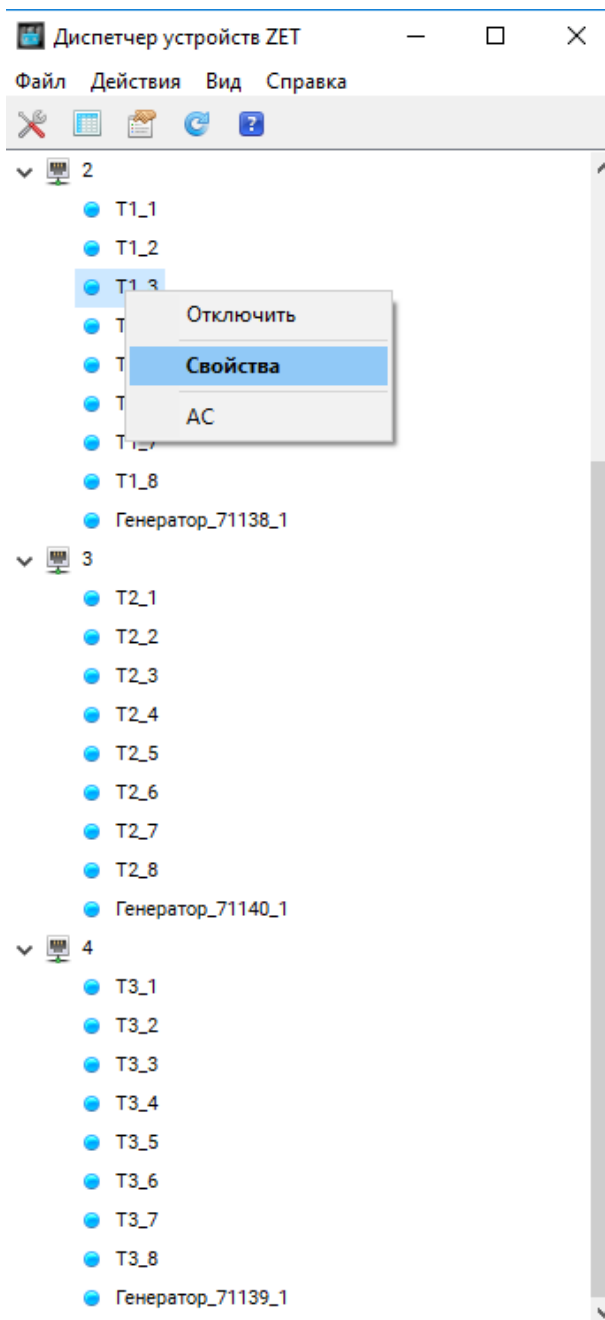 Диспетчер устройств ZET
Файл Действия Вид Справка
2
T1_1
T1_2
T1_3
Отключить
Свойства
AC
T1_7
T1_8
Генератор_71138_1
3
T2_1
T2_2
T2_3
T2_4
T2_5
T2_6
T2_7
T2_8
Генератор_71140_1
4
T3_1
T3_2
T3_3
T3_4
T3_5
T3_6
T3_7
T3_8
Генератор_71139_1